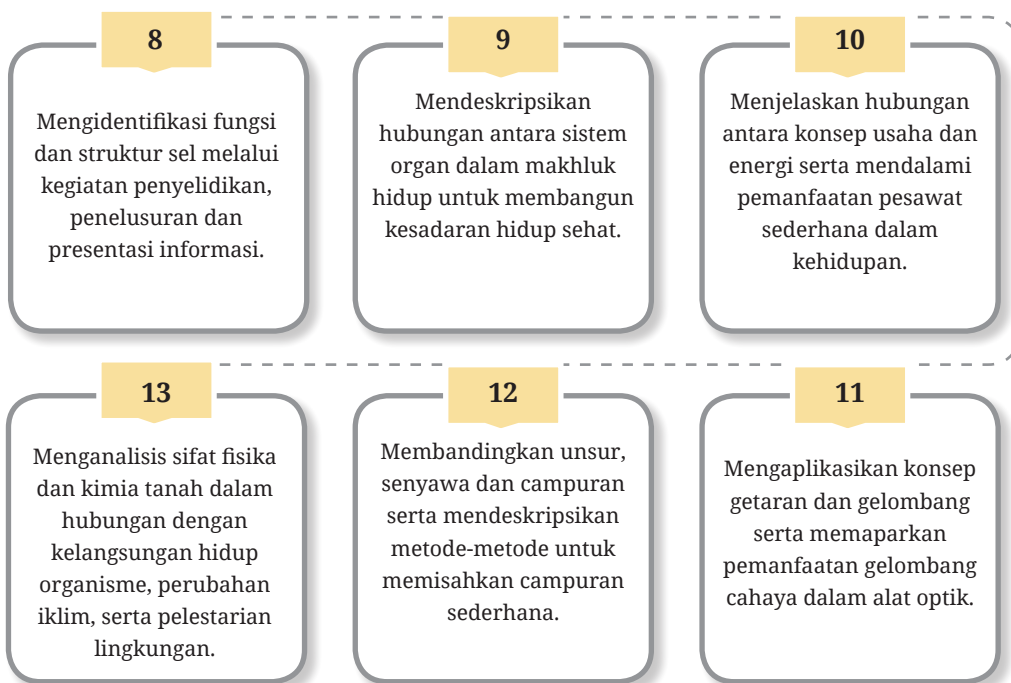 8
Mengidentifikasi fungsi
dan struktur sel melalui
kegiatan penyelidikan,
penelusuran dan
presentasi informasi.
9
Mendeskripsikan
hubungan antara sistem
organ dalam makhluk
hidup untuk membangun
kesadaran hidup sehat.
10
Menjelaskan hubungan
antara konsep usaha dan
energi serta mendalami
pemanfaatan pesawat
sederhana dalam
kehidupan.
11
Mengaplikasikan konsep
getaran dan gelombang
serta memaparkan
pemanfaatan gelombang
cahaya dalam alat optik.
12
Membandingkan unsur,
senyawa dan campuran
serta mendeskripsikan
metode-metode untuk
memisahkan campuran
sederhana.
13
Menganalisis sifat fisika
dan kimia tanah dalam
hubungan dengan
kelangsungan hidup
organisme, perubahan
iklim, serta pelestarian
lingkungan.